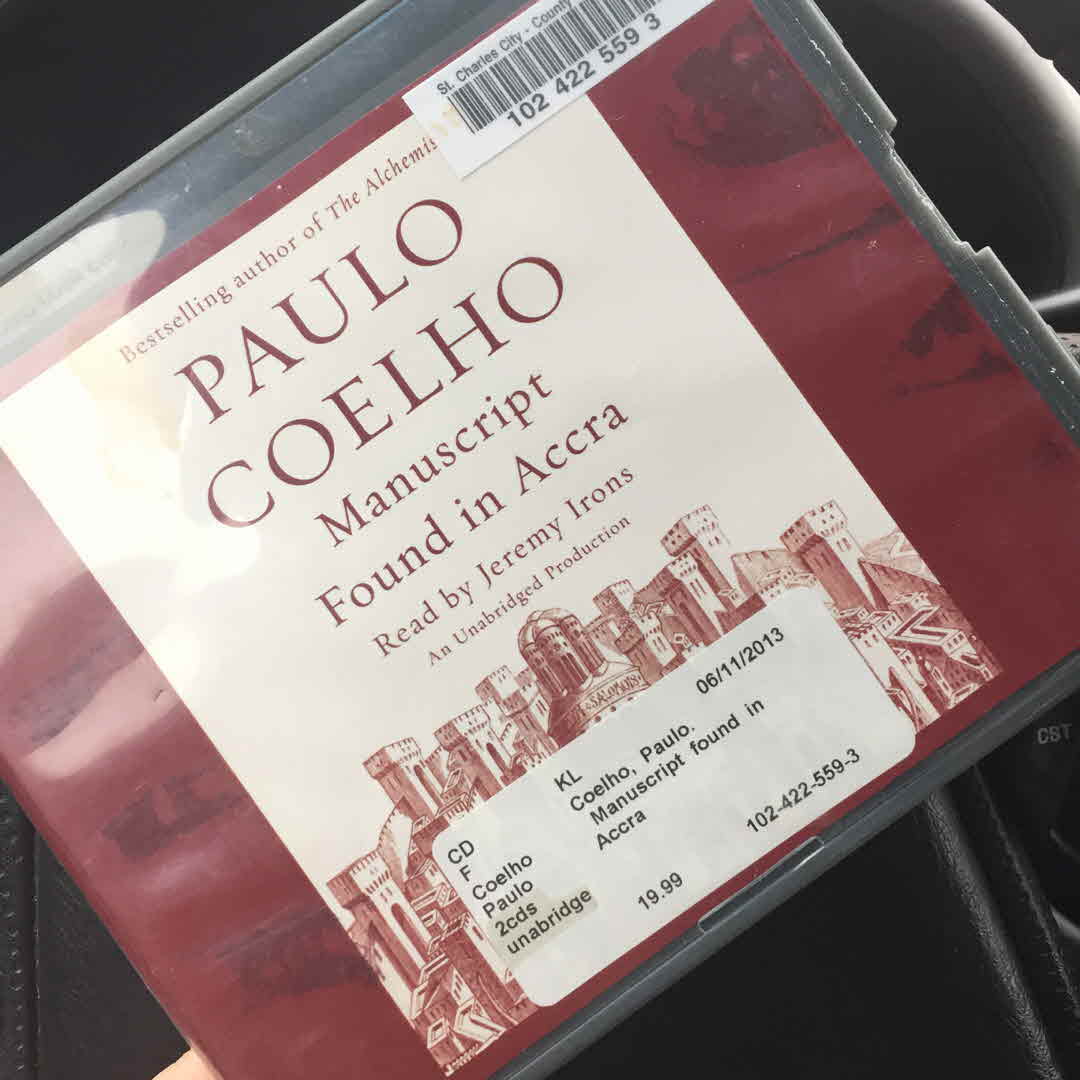 St. Charles City - County
102 422 559 3
Bestselling author of The Alchemis
PAULO
COELHO
Manuscript
Found in Accra
Read by Jeremy Irons
An Unabridged Production
06/11/2013
KL
Coelho, Paulo.
Manuscript found in
Accra
102-422-559-3
CD
F
Coelho
Paulo
2cds
unabridge
19.99
CST